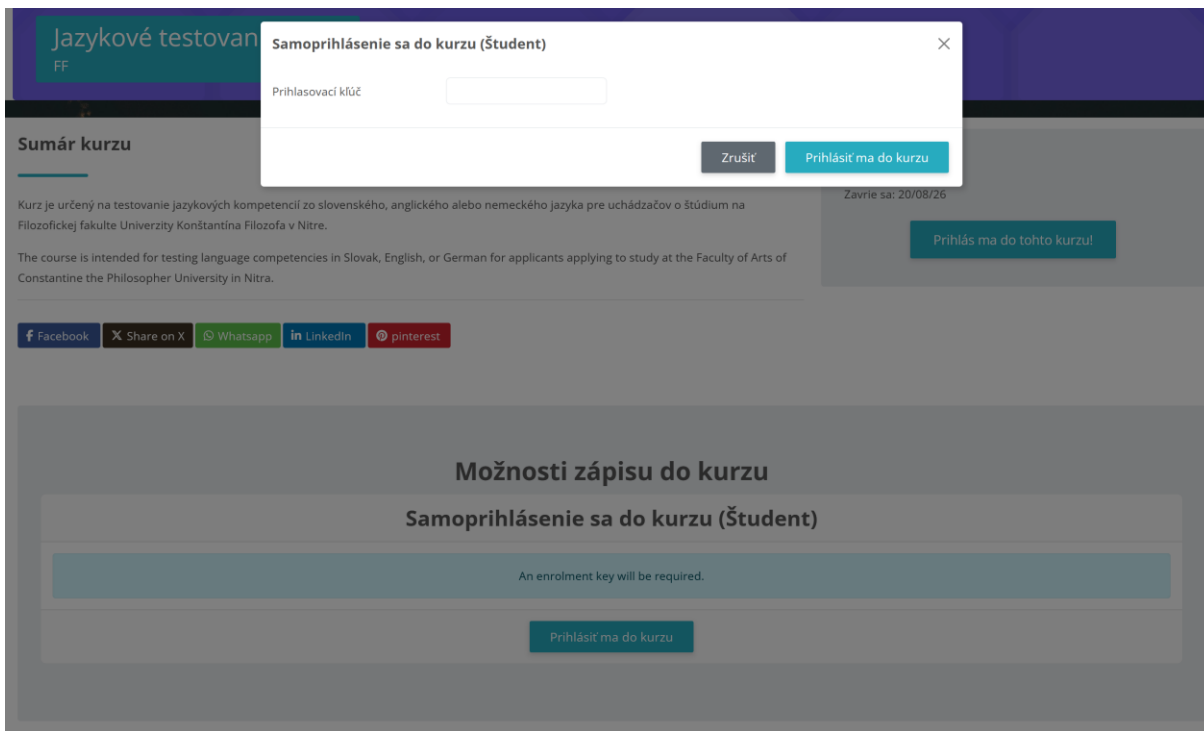 Jazykové testovan
FF
Samoprihlásenie sa do kurzu (Študent)
Prihlasovací kľúč
Zrušiť
Prihlásiť ma do kurzu
Sumár kurzu
Kurz je určený na testovanie jazykových kompetencií zo slovenského, anglického alebo nemeckého jazyka pre uchádzačov o štúdium na
Filozofickej fakulte Univerzity Konštantína Filozofa v Nitre.
The course is intended for testing language competencies in Slovak, English, or German for applicants applying to study at the Faculty of Arts of
Constantine the Philosopher University in Nitra.
Zavrie sa: 20/08/26
Prihlás ma do tohto kurzu!
Facebook
Share on X
Whatsapp
LinkedIn
pinterest
Možnosti zápisu do kurzu
Samoprihlásenie sa do kurzu (Študent)
An enrolment key will be required.
Prihlásiť ma do kurzu